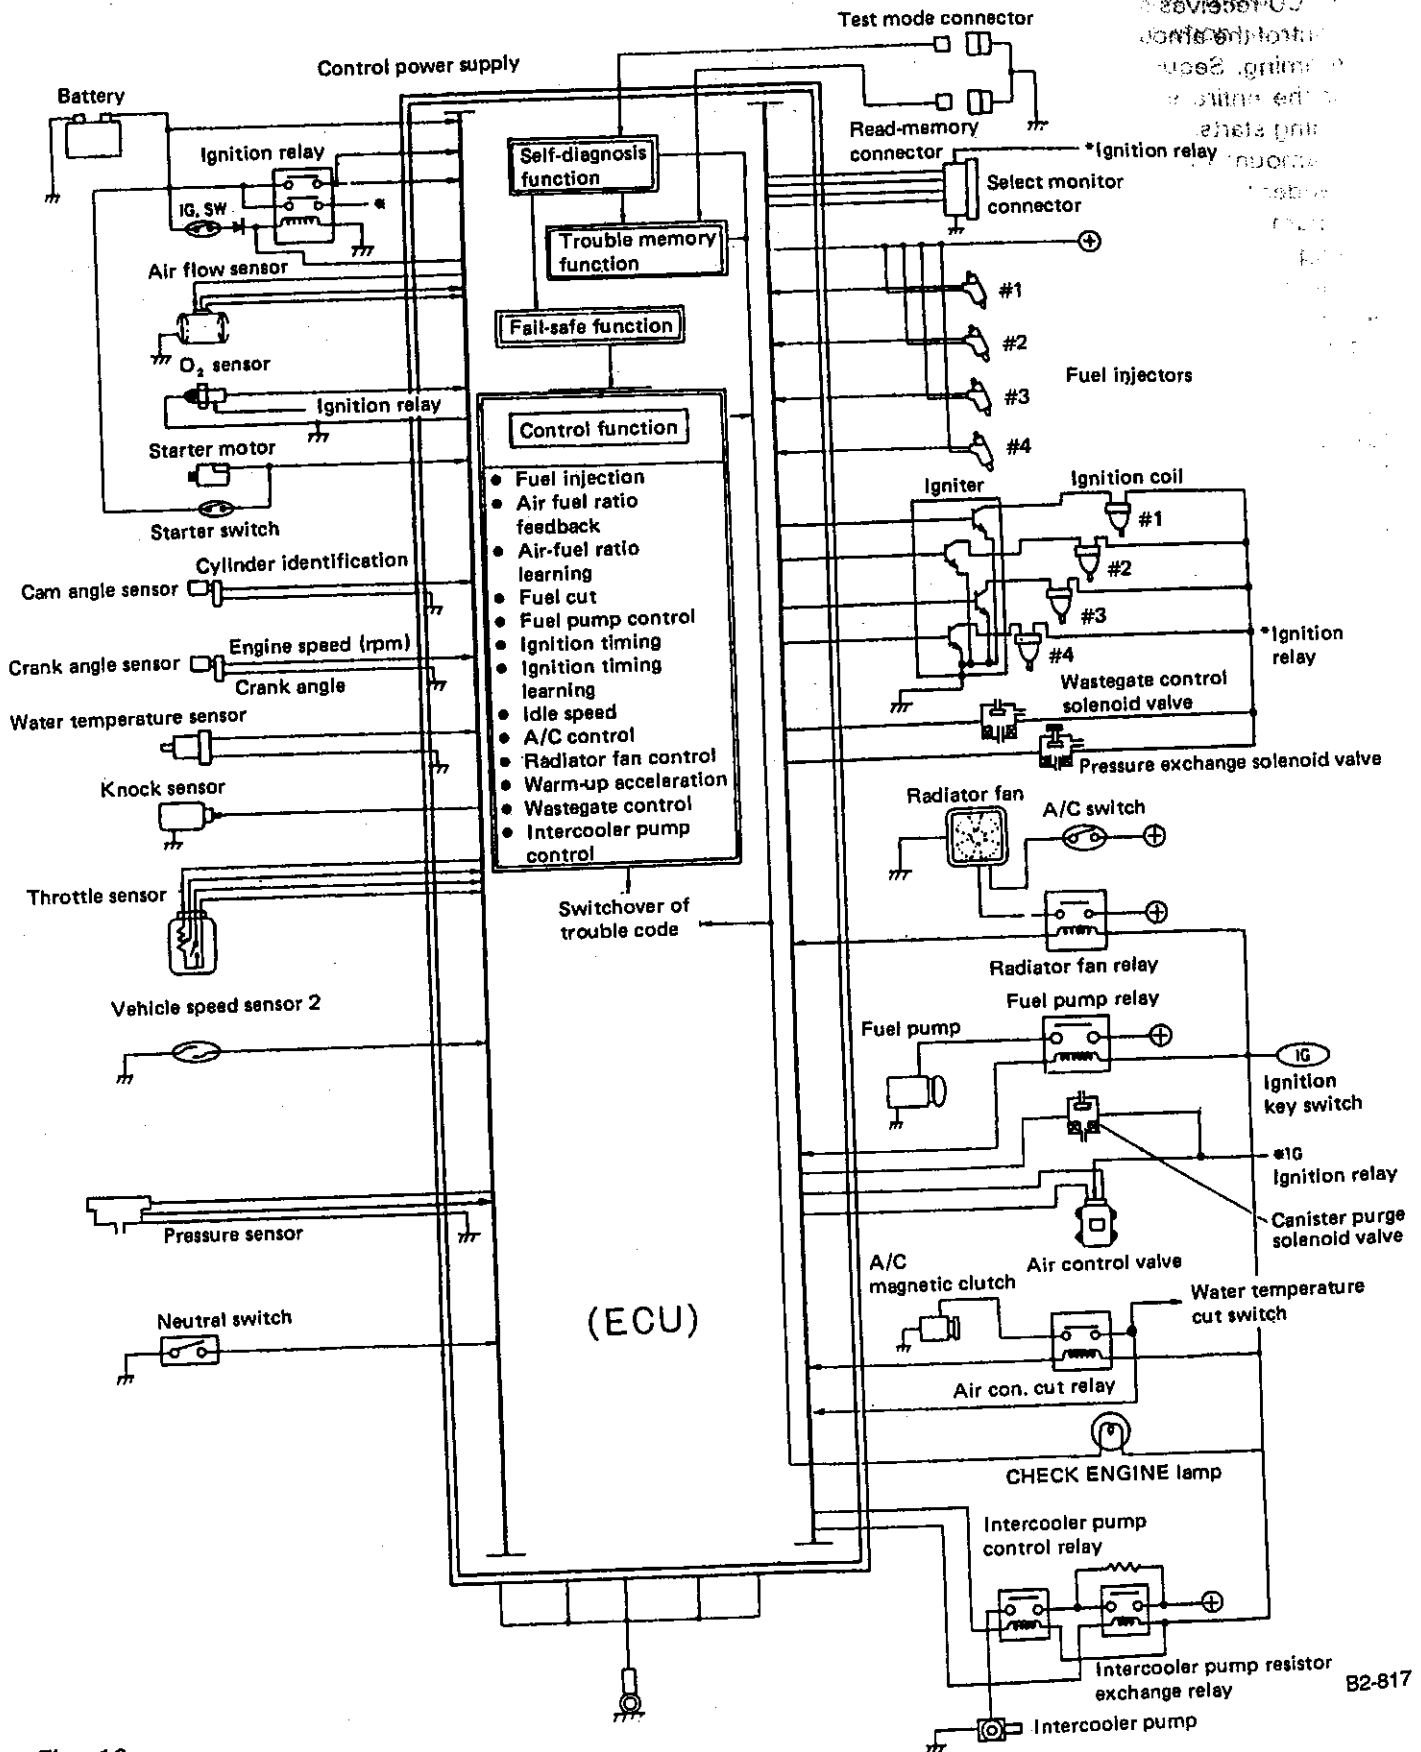 Test mode connector
Control power supply
Battery
Ignition relay
IG. SW
*
Air flow sensor
O₂ sensor
Ignition relay
Starter motor
Starter switch
Cylinder identification
Cam angle sensor
Engine speed (rpm)
Crank angle sensor
Crank angle
Water temperature sensor
Knock sensor
Throttle sensor
Vehicle speed sensor 2
Pressure sensor
Neutral switch
Self-diagnosis
function
Trouble memory
function
Fail-safe function
Control function
● Fuel injection
● Air fuel ratio
feedback
● Air-fuel ratio
learning
● Fuel cut
● Fuel pump control
● Ignition timing
● Ignition timing
learning
● Idle speed
● A/C control
● Radiator fan control
● Warm-up acceleration
● Wastegate control
● Intercooler pump
control
Switchover of
trouble code
(ECU)
Read-memory
connector
*Ignition relay
Select monitor
connector
#1
#2
#3
#4
Fuel injectors
Igniter
Ignition coil
#1
#2
#3
#4
*Ignition
relay
Wastegate control
solenoid valve
Pressure exchange solenoid valve
Radiator fan
A/C switch
Radiator fan relay
Fuel pump relay
Fuel pump
IG
Ignition
key switch
*IG
Ignition relay
Canister purge
solenoid valve
Air control valve
A/C
magnetic clutch
Water temperature
cut switch
Air con. cut relay
CHECK ENGINE lamp
Intercooler pump
control relay
Intercooler pump resistor
exchange relay
Intercooler pump
B2-817